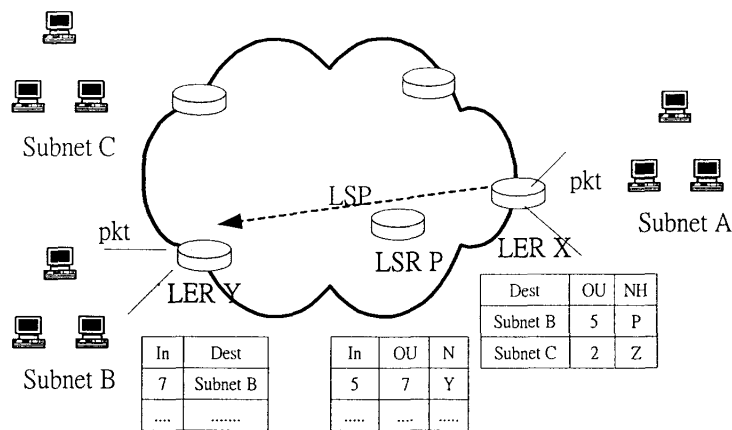 Subnet C
LSP
pkt
Subnet A
pkt
LSR P
LER X
LER Y
Dest OU NH
Subnet B 5 P
Subnet C 2 Z
Subnet B
In Dest
7 Subnet B
.... .......
In OU N
5 7 Y
..... .... .....